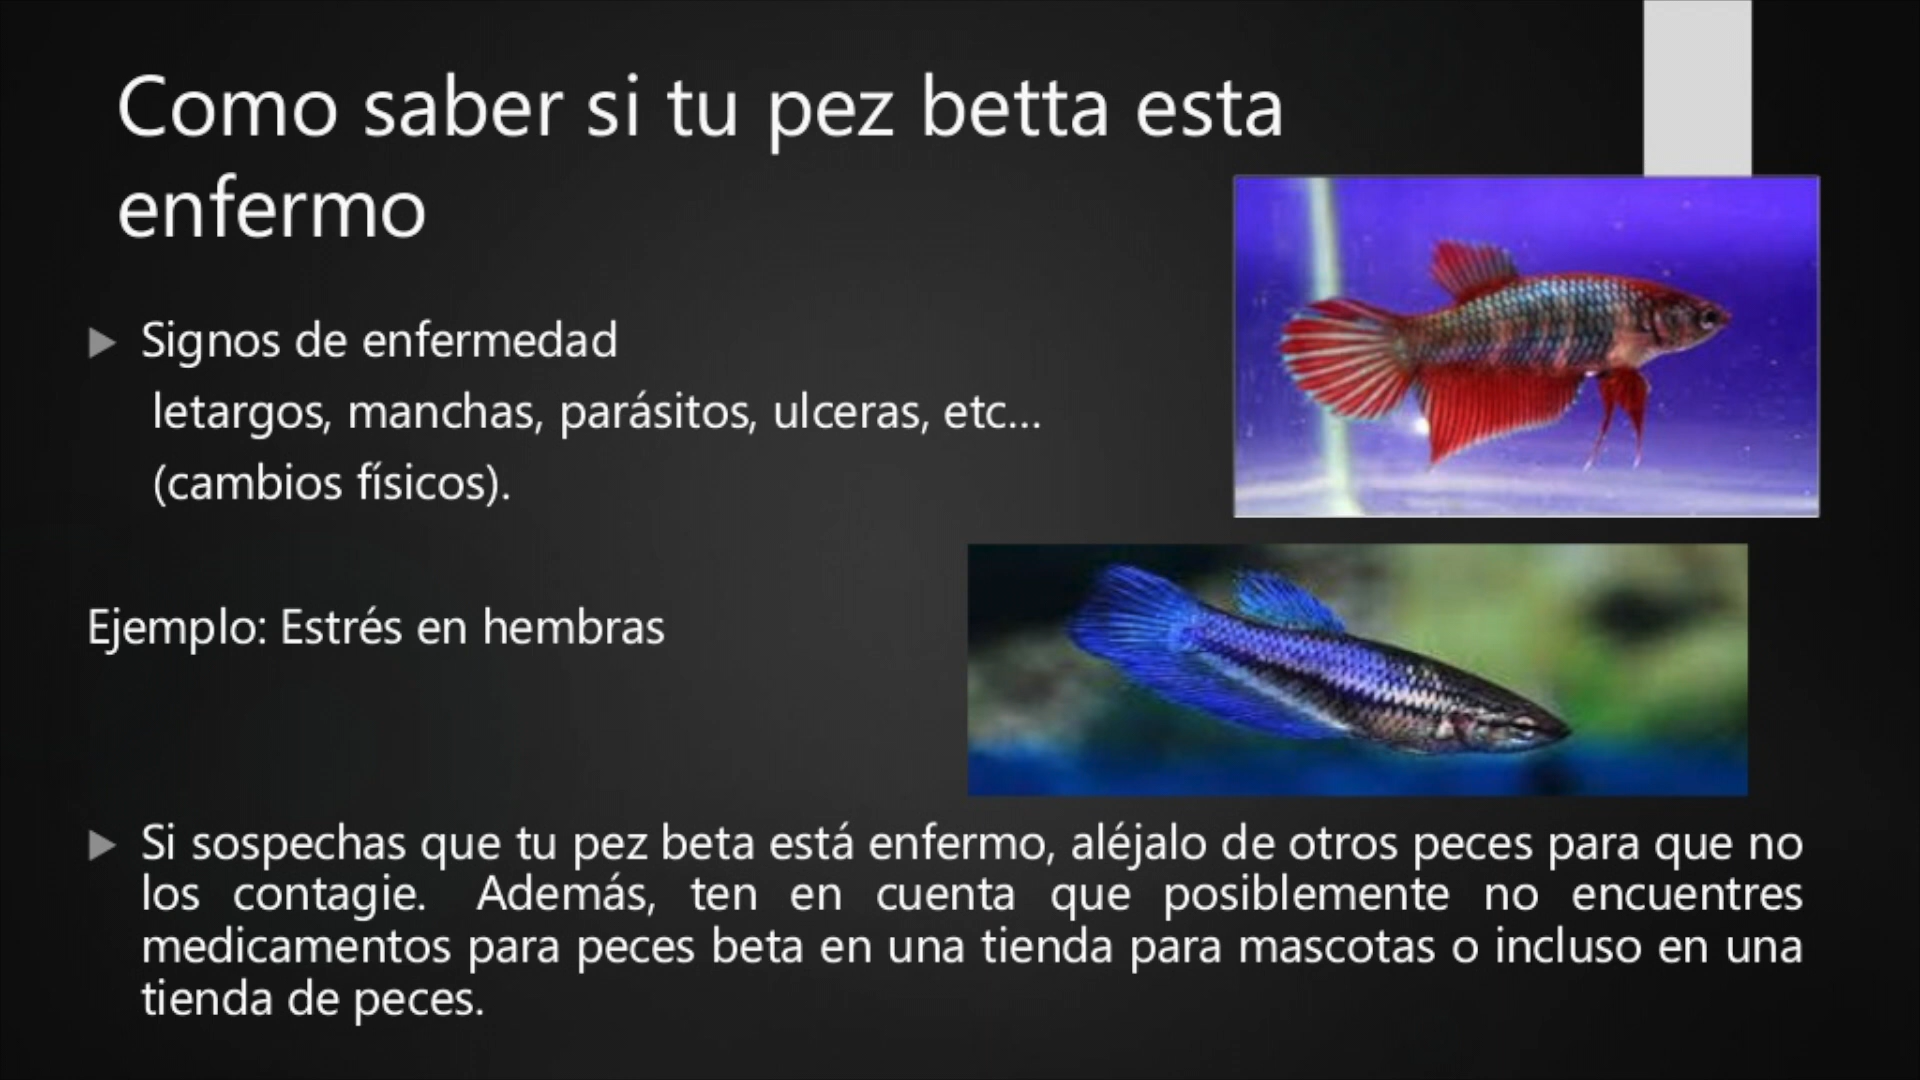 Como saber si tu pez betta esta
enfermo
Signos de enfermedad
letargos, manchas, parásitos, ulceras, etc...
(cambios físicos).
Ejemplo: Estrés en hembras
Si sospechas que tu pez beta está enfermo, aléjalo de otros peces para que no
los contagie. Además, ten en cuenta que posiblemente no encuentres
medicamentos para peces beta en una tienda para mascotas o incluso en una
tienda de peces.